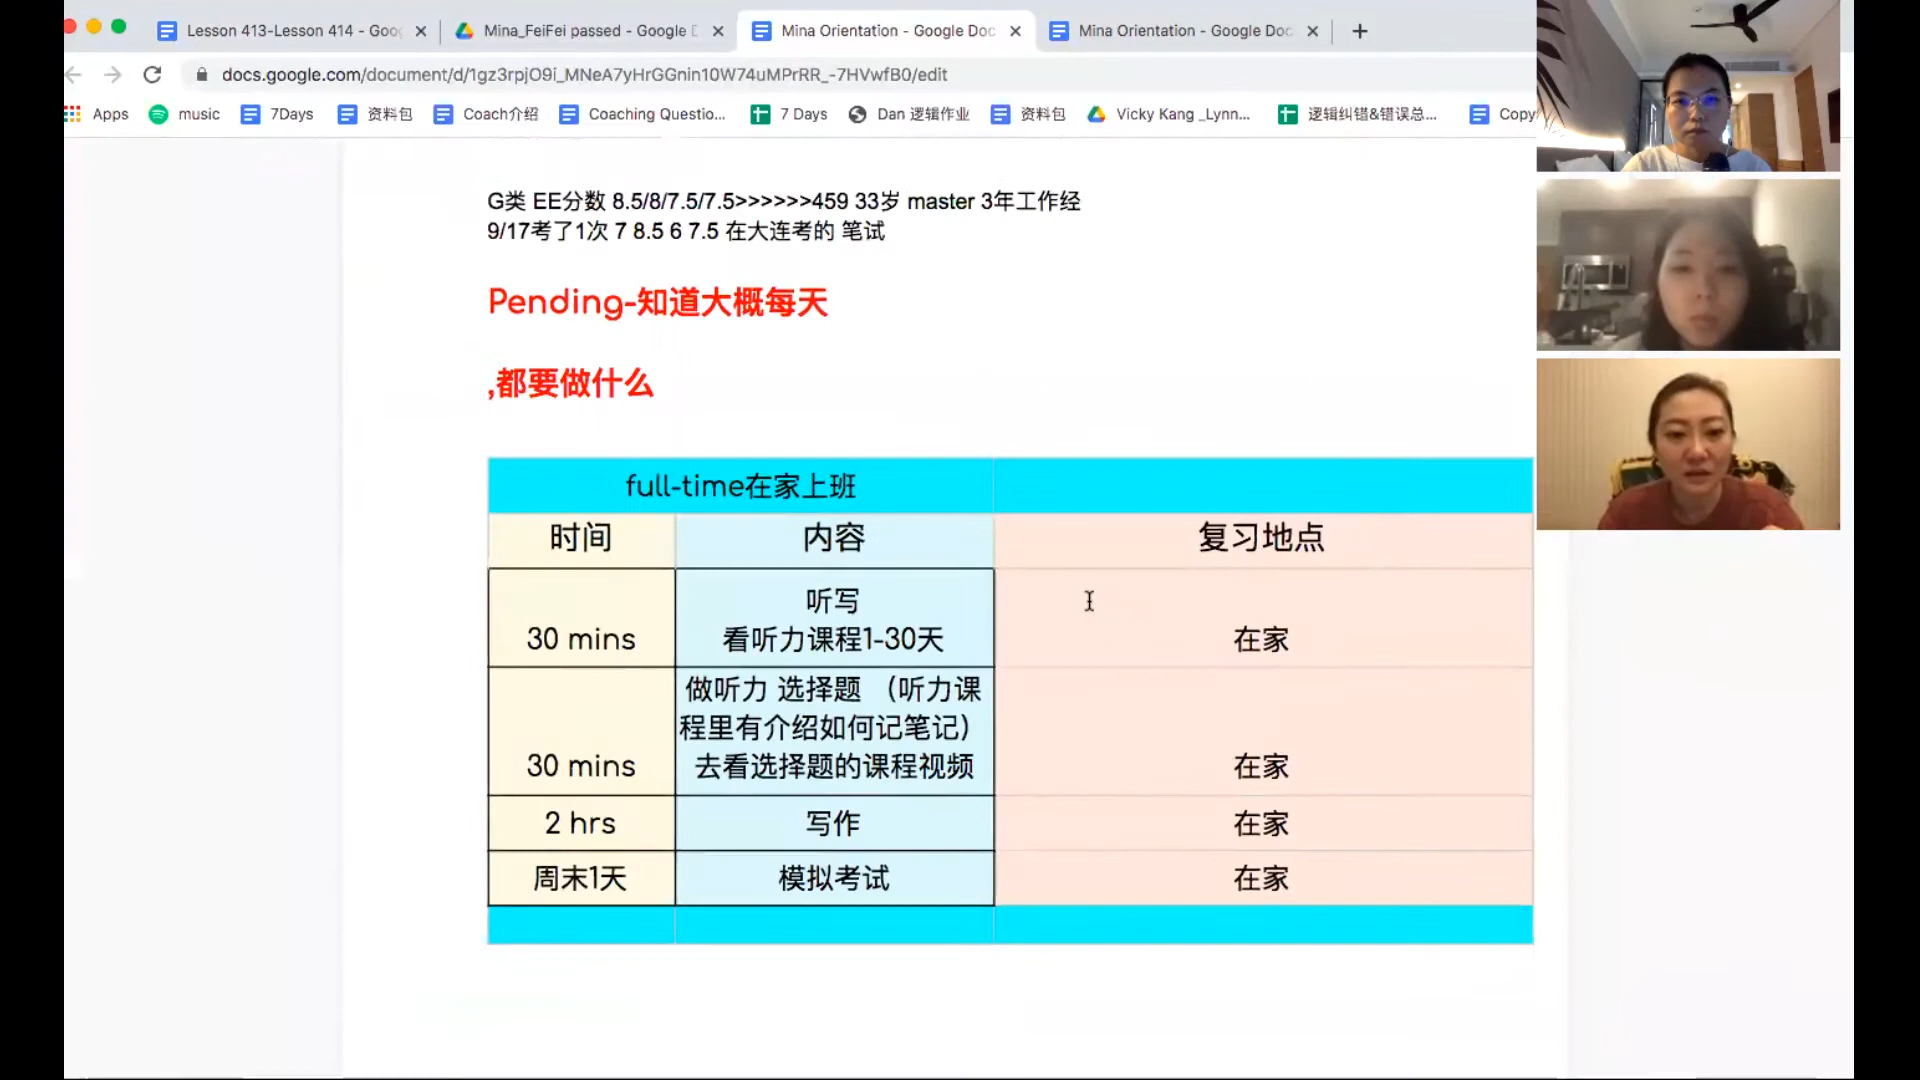 Lesson 413-Lesson 414 - Goo
Mina_FeiFei passed - Google D
Mina Orientation - Google Doc
Mina Orientation - Google Doc
docs.google.com/document/d/1gz3rpjO9i_MNeA7yHrGGnin10W74uMPrRR_-7HVwfB0/edit
Apps
music
7Days
资料包
Coach介绍
Coaching Questio...
7 Days
Dan 逻辑作业
资料包
Vicky Kang _Lynn...
逻辑纠错&错误总...
Copy
G类 EE分数 8.5/8/7.5/7.5>>>>>>459 33岁 master 3年工作经
9/17考了1次 7 8.5 6 7.5 在大连考的 笔试
Pending-知道大概每天
,都要做什么
full-time在家上班
时间
内容
复习地点
听写
30 mins
看听力课程1-30天
在家
做听力 选择题 （听力课
程里有介绍如何记笔记）
30 mins
去看选择题的课程视频
在家
2 hrs
写作
在家
周末1天
模拟考试
在家